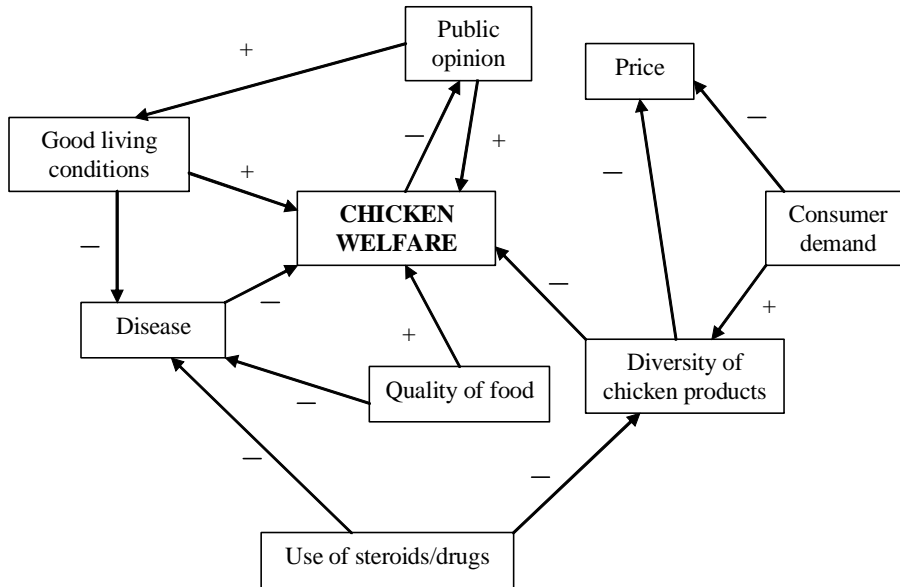 Public
opinion
+
Price
Good living
conditions
—
+
—
+
—
CHICKEN
WELFARE
Consumer
demand
—
—
—
+
Disease
+
Diversity of
chicken products
Quality of food
—
—
—
Use of steroids/drugs